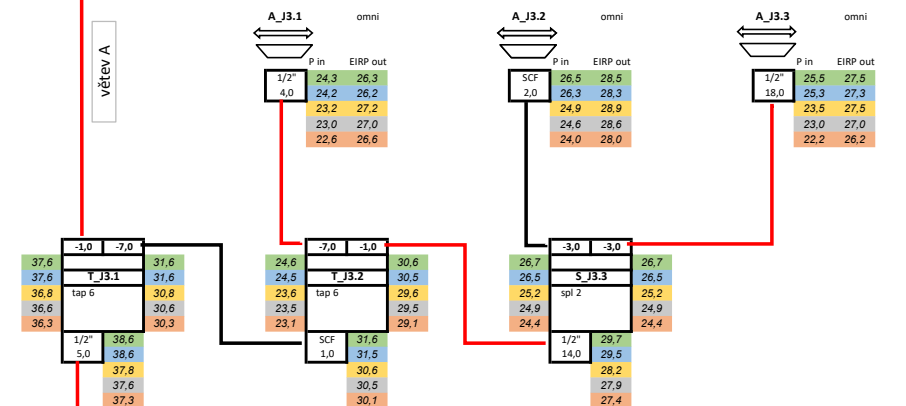 A_J3.1 omni
A_J3.2 omni
A_J3.3 omni
větev A
P in EIRP out
1/2" 24,3 26,3
4,0 24,2 26,2
23,2 27,2
23,0 27,0
22,6 26,6
P in EIRP out
SCF 26,5 28,5
2,0 26,3 28,3
24,9 28,9
24,6 28,6
24,0 28,0
P in EIRP out
1/2" 25,5 27,5
18,0 25,3 27,3
23,5 27,5
23,0 27,0
22,2 26,2
-1,0 -7,0
37,6 31,6
37,6 T_J3.1 31,6
36,8 tap 6 30,8
36,6 30,6
36,3 30,3
1/2" 38,6
5,0 38,6
37,8
37,6
37,3
-7,0 -1,0
24,6 30,6
24,5 T_J3.2 30,5
23,6 tap 6 29,6
23,5 29,5
23,1 29,1
SCF 31,6
1,0 31,5
30,6
30,5
30,1
-3,0 -3,0
26,7 26,7
26,5 S_J3.3 26,5
25,2 spl 2 25,2
24,9 24,9
24,4 24,4
1/2" 29,7
14,0 29,5
28,2
27,9
27,4